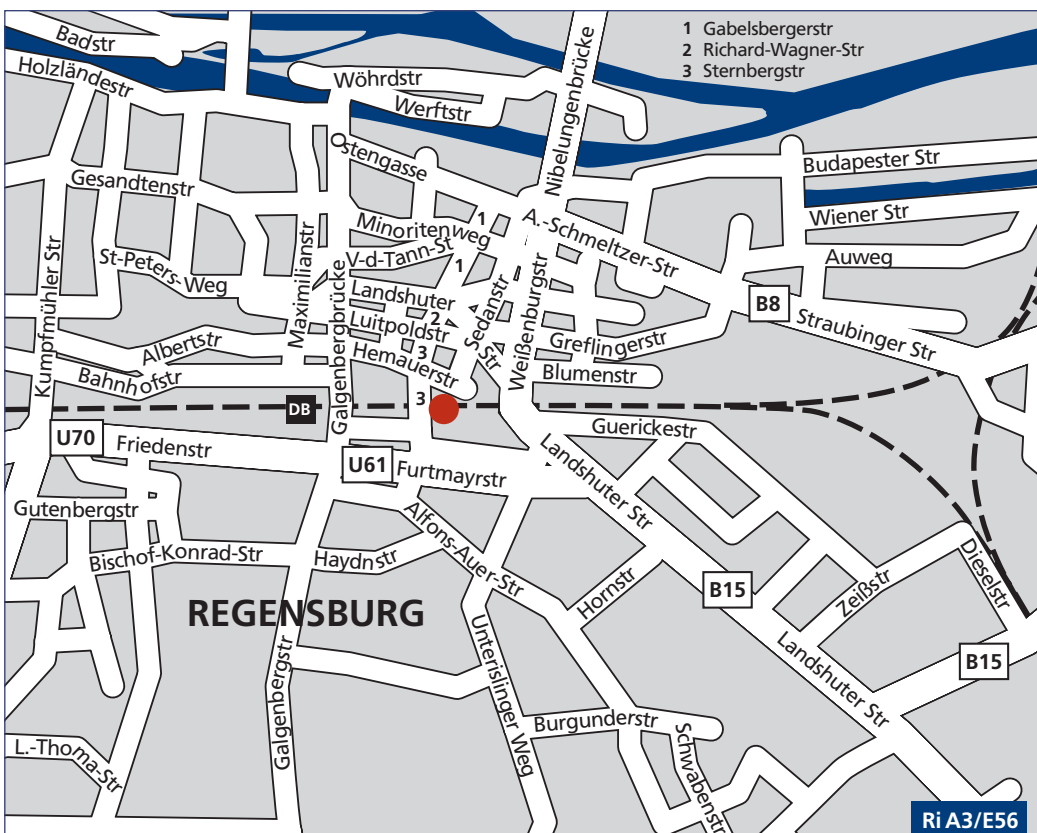 1 Gabelsbergerstr
2 Richard-Wagner-Str
3 Sternbergstr
Badstr
Holzländestr
Wöhrdstr
Werftstr
Nibelungenbrücke
Ostengasse
Budapester Str
Gesandtenstr
Minoritenweg
1
A.-Schmeltzer-Str
Wiener Str
Kumpfmühler Str
St-Peters-Weg
Maximilianstr
Galgenbergbrücke
V-d-Tann-St
1
Auweg
Landshuter
Str
2
Sedanstr
Weißenburgstr
B8
Straubinger Str
Luitpoldstr
Albertstr
Hemauerstr
3
Greflingerstr
Bahnhofstr
Blumenstr
DB
3
Guerickestr
U70
Friedenstr
U61
Furtmayrstr
Landshuter Str
Gutenbergstr
Alfons-Auer-Str
Bischof-Konrad-Str
Haydnstr
Hornstr
B15
Zeißstr
Dieselstr
REGENSBURG
Galgenbergstr
Unterislinger Weg
Landshuter Str
B15
Burgunderstr
Schwabenstr
L.-Thoma-Str
Ri A3/E56